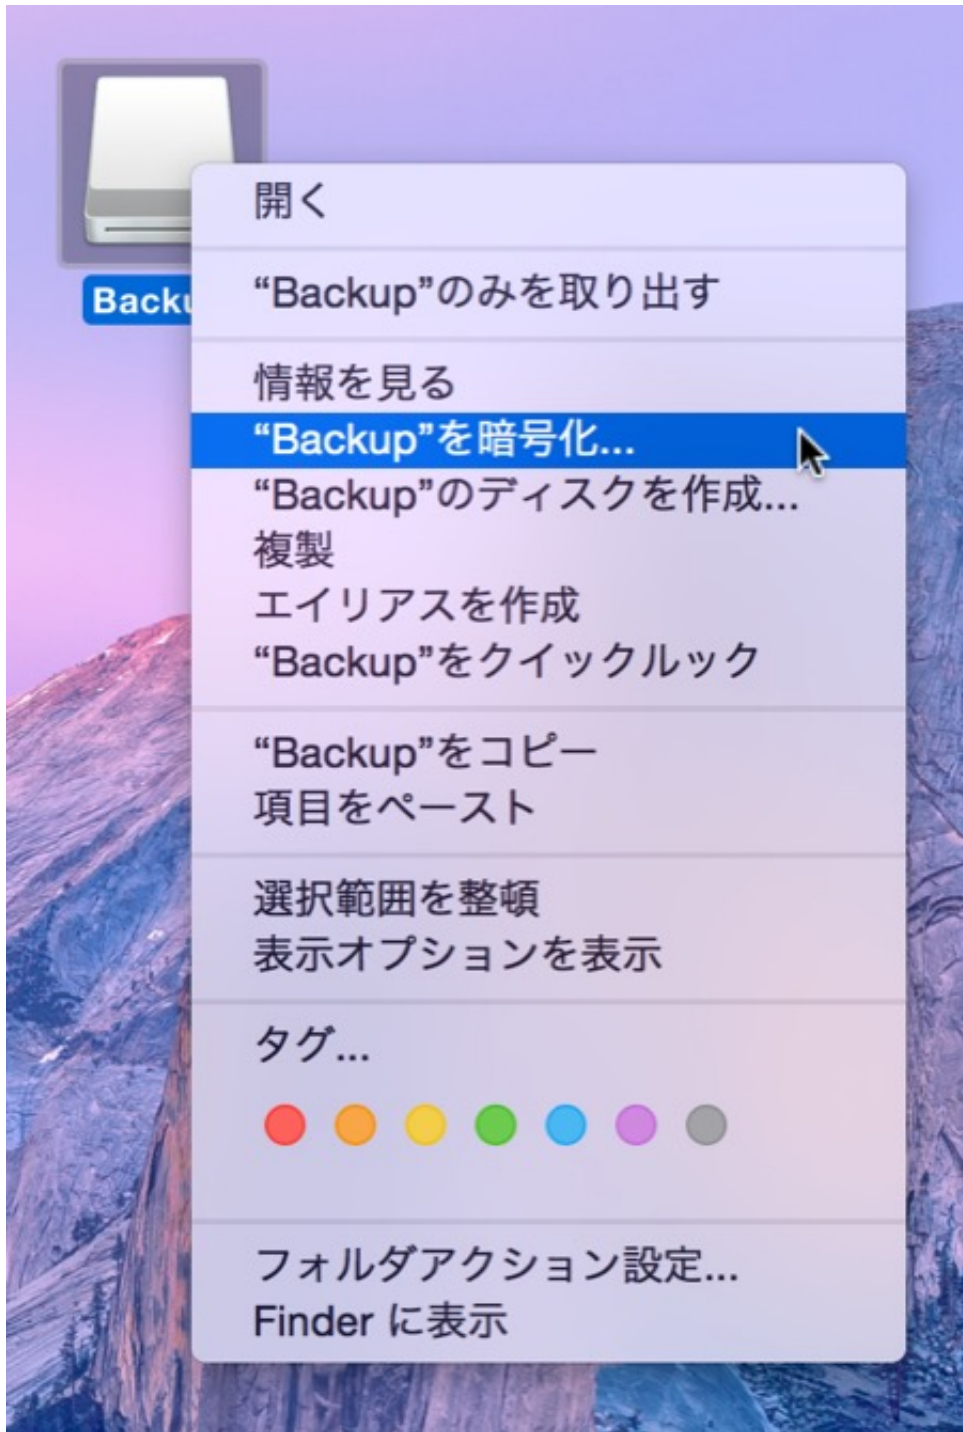 開く
Backu
“Backup”のみを取り出す
情報を見る
“Backup”を暗号化...
“Backup”のディスクを作成...
複製
エイリアスを作成
“Backup”をクイックルック
“Backup”をコピー
項目をペースト
選択範囲を整頓
表示オプションを表示
タグ...
フォルダアクション設定...
Finder に表示